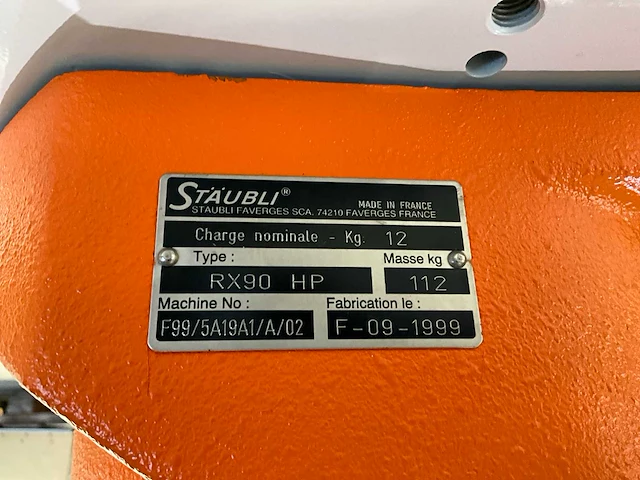 STÄUBLI®
MADE IN FRANCE
STAUBLI FAVERGES SCA. 74210 FAVERGES FRANCE
Charge nominale - Kg. 12
Type : Masse kg
RX90 HP 112
Machine No : Fabrication le :
F99/5A19A1/A/02 F-09-1999